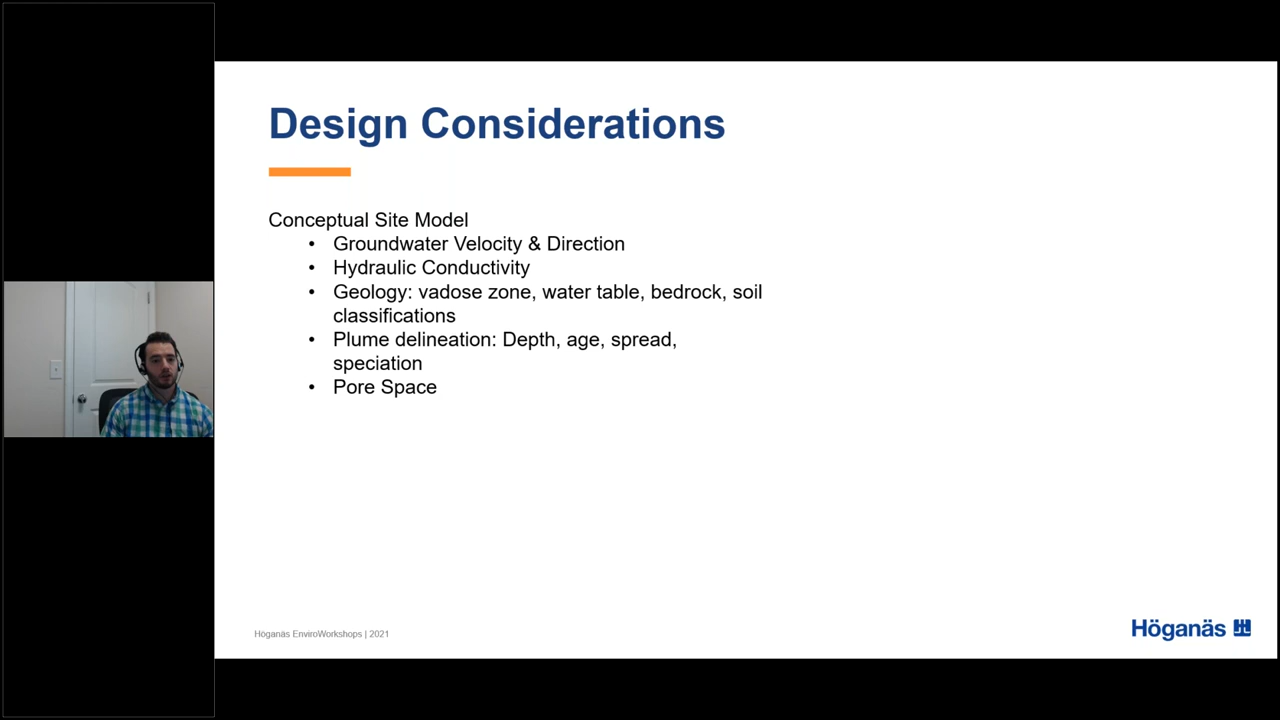 Design Considerations
Conceptual Site Model
• Groundwater Velocity & Direction
• Hydraulic Conductivity
• Geology: vadose zone, water table, bedrock, soil
classifications
• Plume delineation: Depth, age, spread,
speciation
• Pore Space
Höganäs EnviroWorkshops | 2021
Höganäs